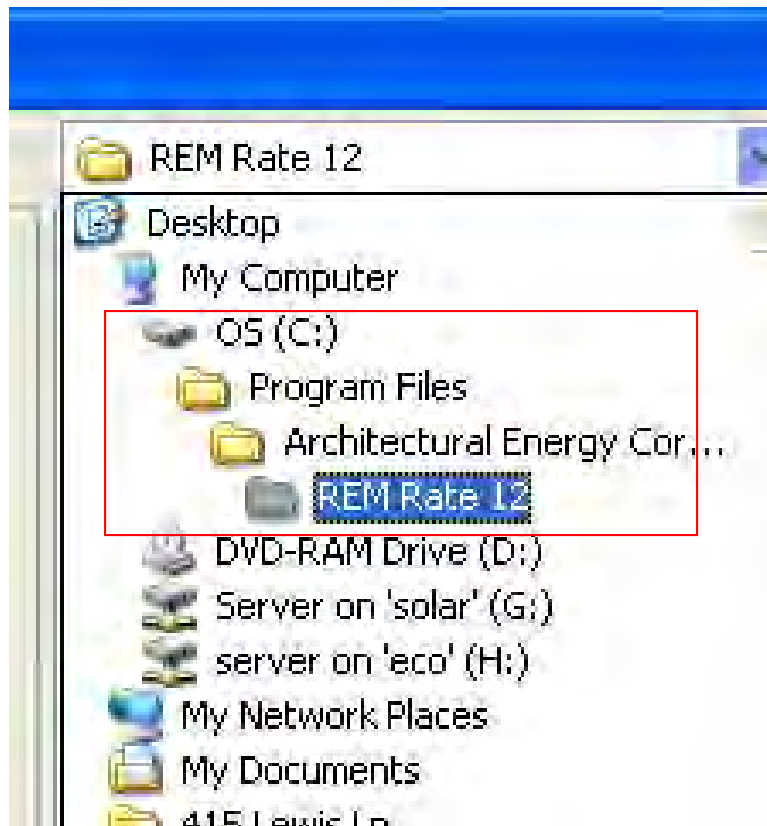 REM Rate 12
Desktop
My Computer
OS (C:)
Program Files
Architectural Energy Cor...
REM Rate 12
DVD-RAM Drive (D:)
Server on 'solar' (G:)
server on 'eco' (H:)
My Network Places
My Documents
Lewis